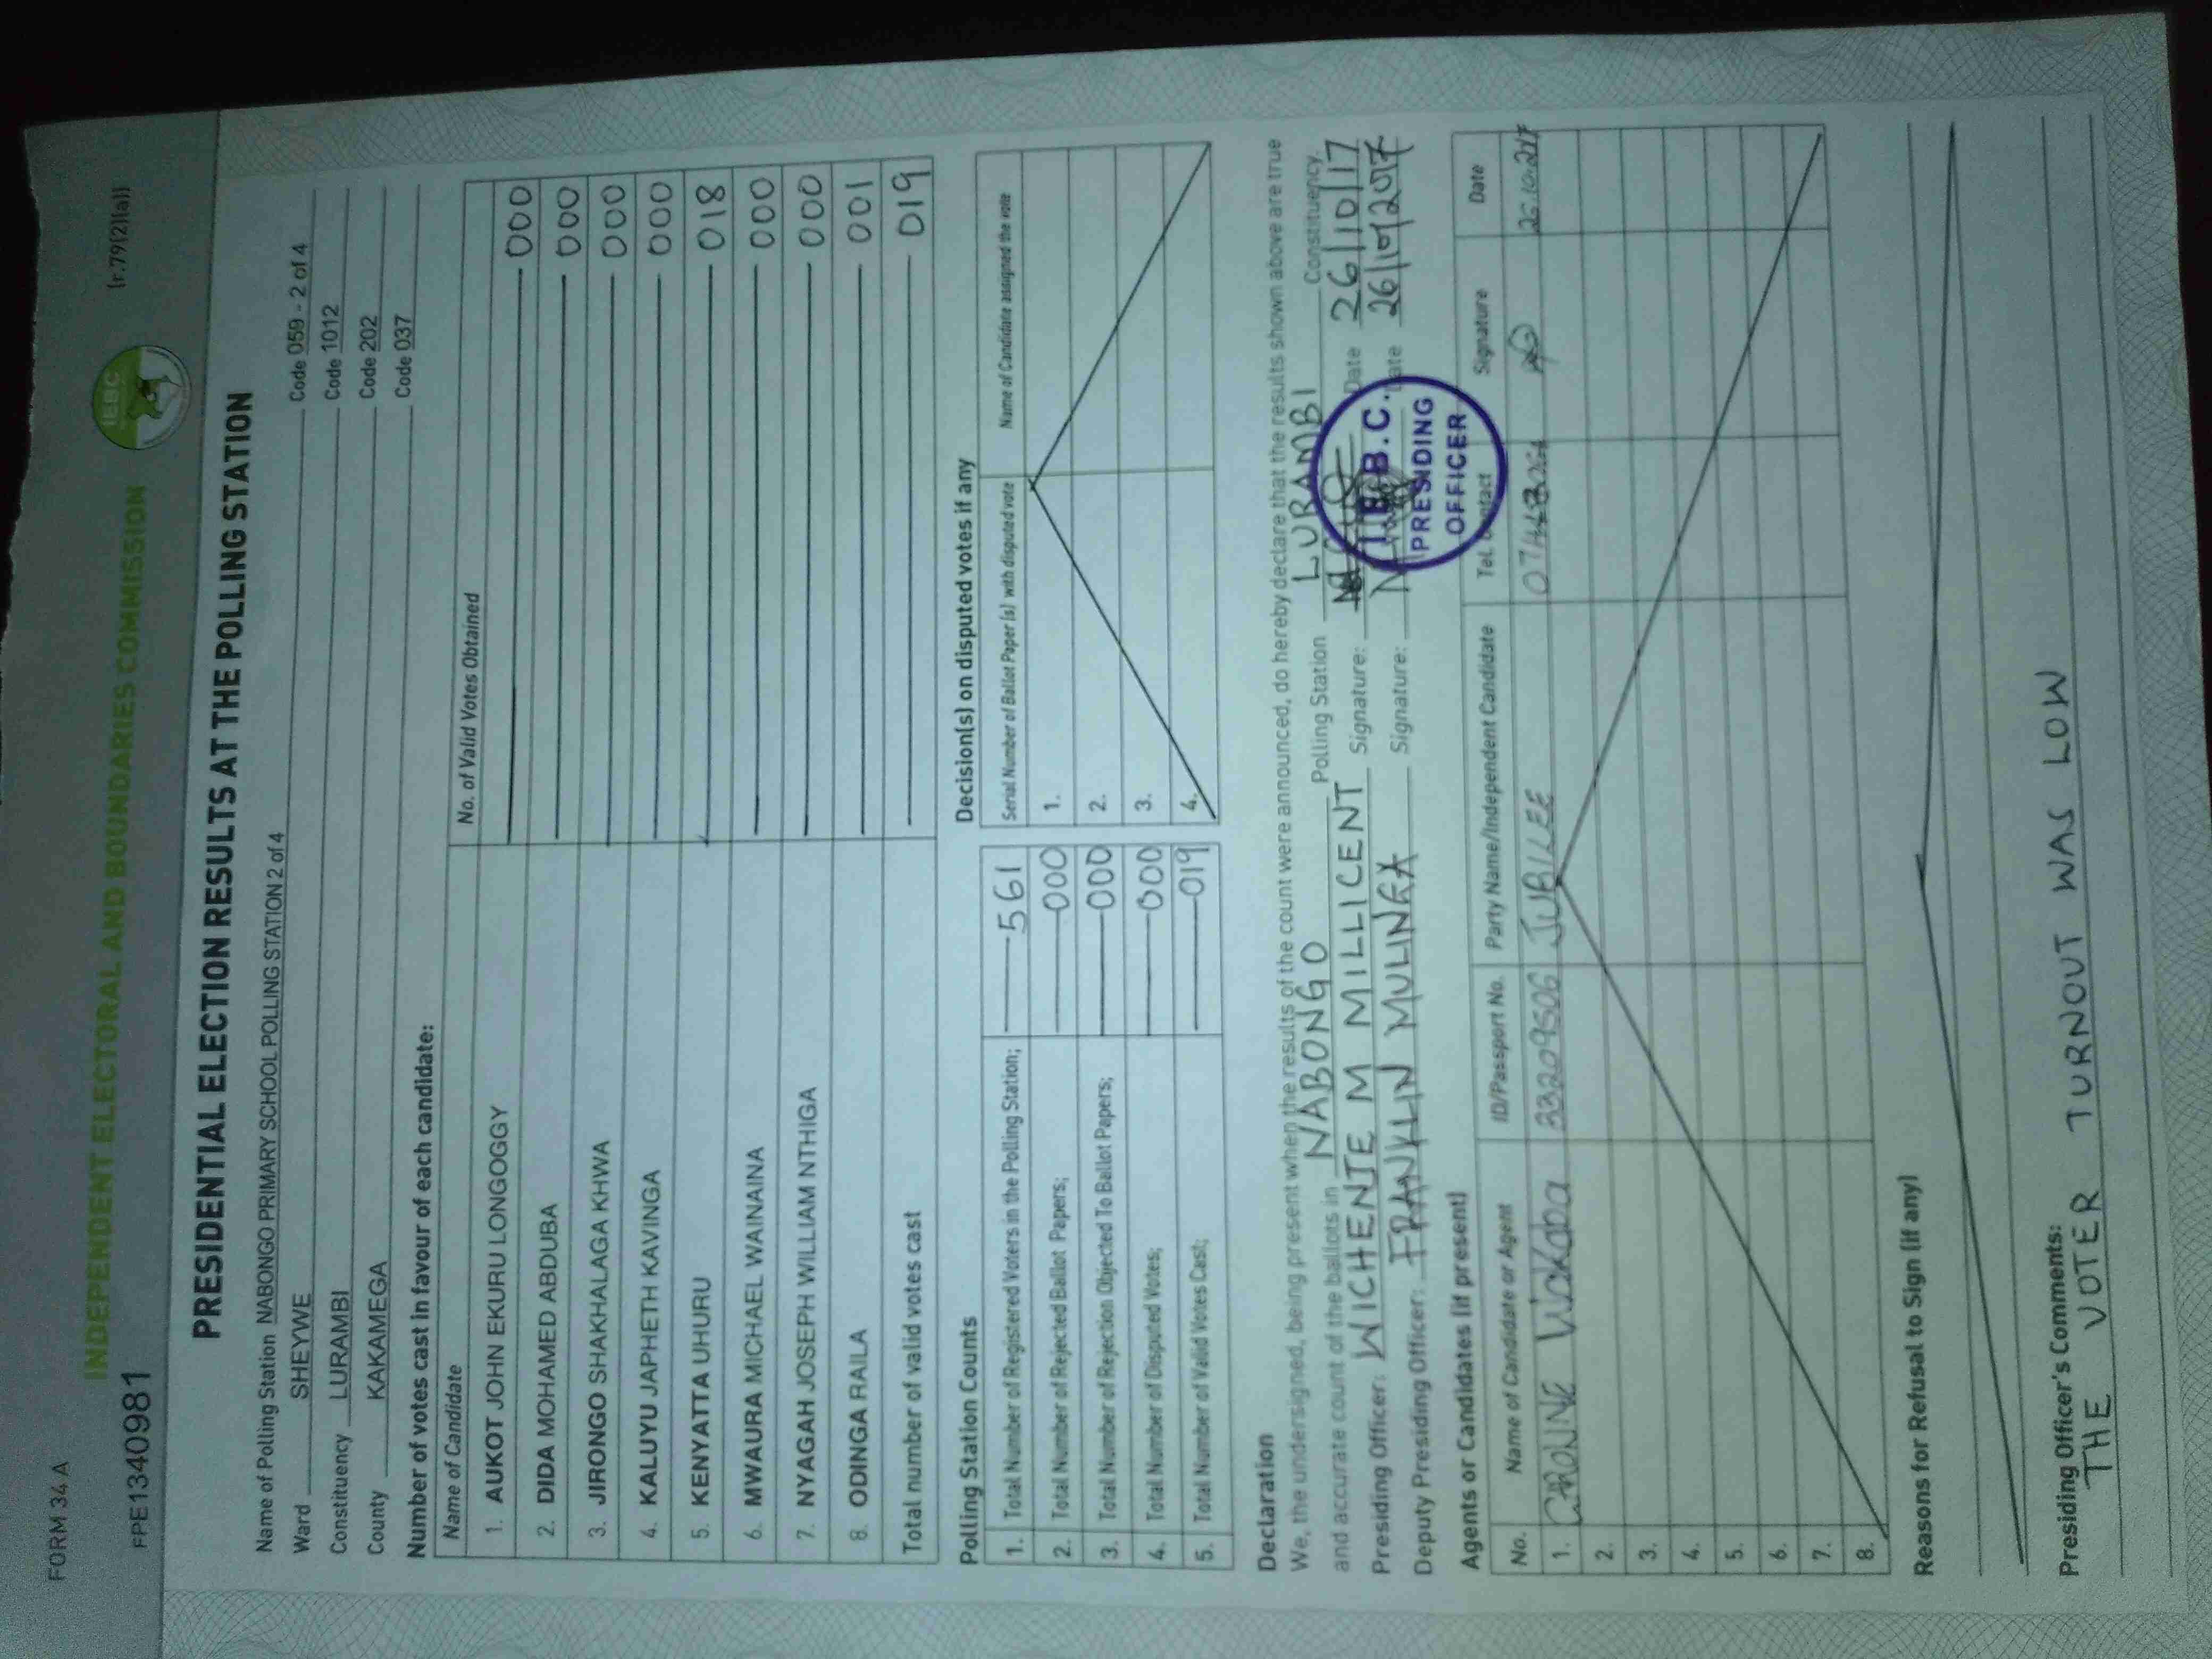 FORM 34 A
(r.79(2)(a))
IEBC
INDEPENDENT ELECTORAL AND BOUNDARIES COMMISSION
FPE1340981
PRESIDENTIAL ELECTION RESULTS AT THE POLLING STATION
Name of Polling Station NABONGO PRIMARY SCHOOL POLLING STATION 2 of 4 Code 059 - 2 of 4
Ward SHEYWE Code 1012
Constituency LURAMBI Code 202
County KAKAMEGA Code 037
Number of votes cast in favour of each candidate:
Name of Candidate No. of Valid Votes Obtained
1. AUKOT JOHN EKURU LONGOGGY 000
2. DIDA MOHAMED ABDUBA 000
3. JIRONGO SHAKHALAGA KHWA 000
4. KALUYU JAPHETH KAVINGA 000
5. KENYATTA UHURU 018
6. MWAURA MICHAEL WAINAINA 000
7. NYAGAH JOSEPH WILLIAM NTHIGA 000
8. ODINGA RAILA 001
Total number of valid votes cast 019
Polling Station Counts
1. Total Number of Registered Voters in the Polling Station; 561
2. Total Number of Rejected Ballot Papers; 000
3. Total Number of Rejection Objected To Ballot Papers; 000
4. Total Number of Disputed Votes; 000
5. Total Number of Valid Votes Cast; 019
Decision(s) on disputed votes if any
Serial Number of Ballot Paper (s) with disputed vote Name of Candidate assigned the vote
1.
2.
3.
4.
Declaration
We, the undersigned, being present when the results of the count were announced, do hereby declare that the results shown above are true
and accurate count of the ballots in NABONGO Polling Station LURAMBI Constituency.
Presiding Officer: WICHENJE M MILLICENT Signature: Date 26/10/17
Deputy Presiding Officer: FRANKLIN MULINGA Signature: Date 26/10/2017
I.E.B.C.
PRESIDING
OFFICER
Agents or Candidates (if present)
No. Name of Candidate or Agent ID/Passport No. Party Name/Independent Candidate Tel. Contact Signature Date
1. CAROLINE JUBILEE
2.
3.
4.
5.
6.
7.
8.
Reasons for Refusal to Sign (if any)
Presiding Officer's Comments:
THE VOTER TURNOUT WAS LOW